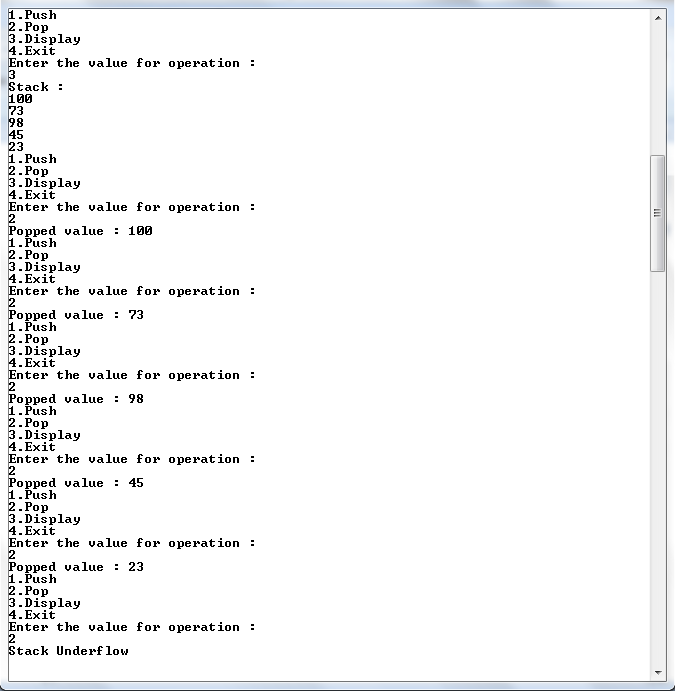 1.Push
2.Pop
3.Display
4.Exit
Enter the value for operation :
3
Stack :
100
73
98
45
23
1.Push
2.Pop
3.Display
4.Exit
Enter the value for operation :
2
Popped value : 100
1.Push
2.Pop
3.Display
4.Exit
Enter the value for operation :
2
Popped value : 73
1.Push
2.Pop
3.Display
4.Exit
Enter the value for operation :
2
Popped value : 98
1.Push
2.Pop
3.Display
4.Exit
Enter the value for operation :
2
Popped value : 45
1.Push
2.Pop
3.Display
4.Exit
Enter the value for operation :
2
Popped value : 23
1.Push
2.Pop
3.Display
4.Exit
Enter the value for operation :
2
Stack Underflow